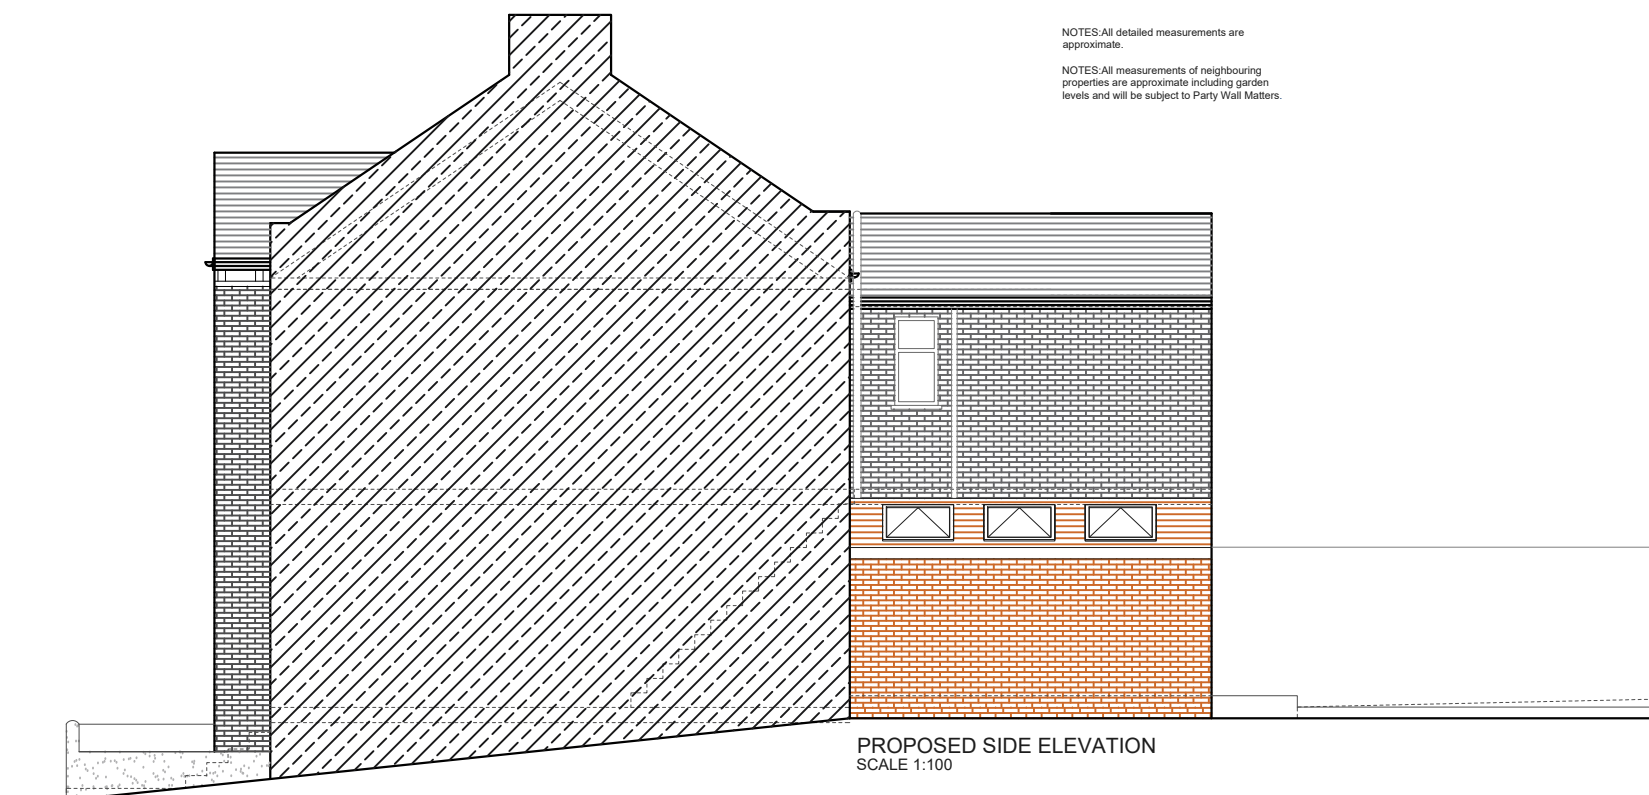 NOTES:All detailed measurements are
approximate.
NOTES:All measurements of neighbouring
properties are approximate including garden
levels and will be subject to Party Wall Matters.
PROPOSED SIDE ELEVATION
SCALE 1:100